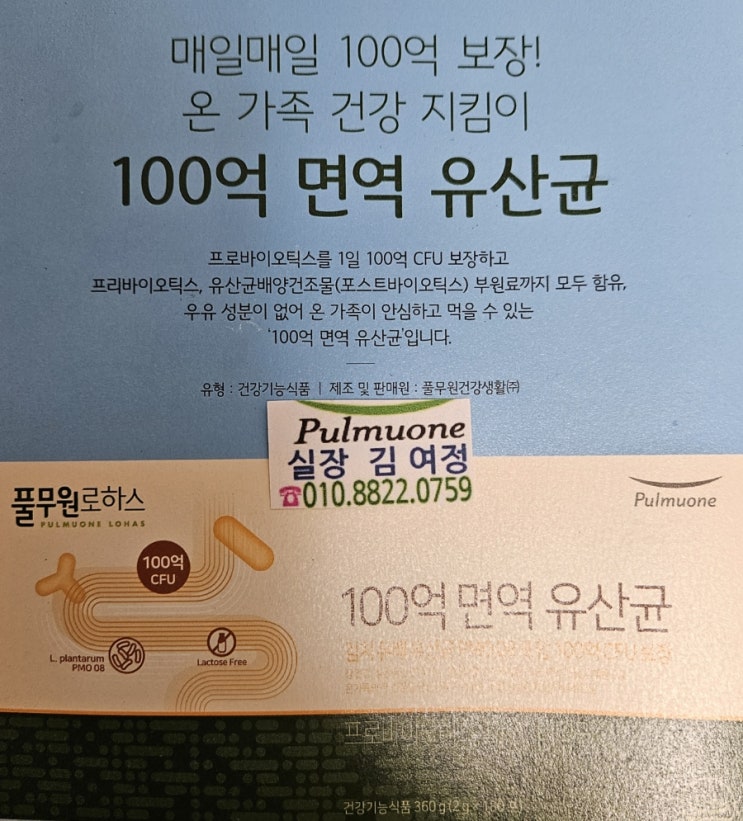 매일매일 100억 보장!
온 가족 건강 지킴이
100억 면역 유산균
프로바이오틱스를 1일 100억 CFU 보장하고
프리바이오틱스, 유산균배양건조물(포스트바이오틱스) 부원료까지 모두 함유,
우유 성분이 없어 온 가족이 안심하고 먹을 수 있는
'100억 면역 유산균'입니다.
유형 : 건강기능식품 | 제조 및 판매원 : 풀무원건강생활㈜
Pulmuone
실장 김 여정
☎010.8822.0759
풀무원로하스
PULMUONE LOHAS
Pulmuone
100억
CFU
100억 면역 유산균
L. plantarum
PMO 08
Lactose Free
프로바이오틱스
건강기능식품 360 g (2 g ×